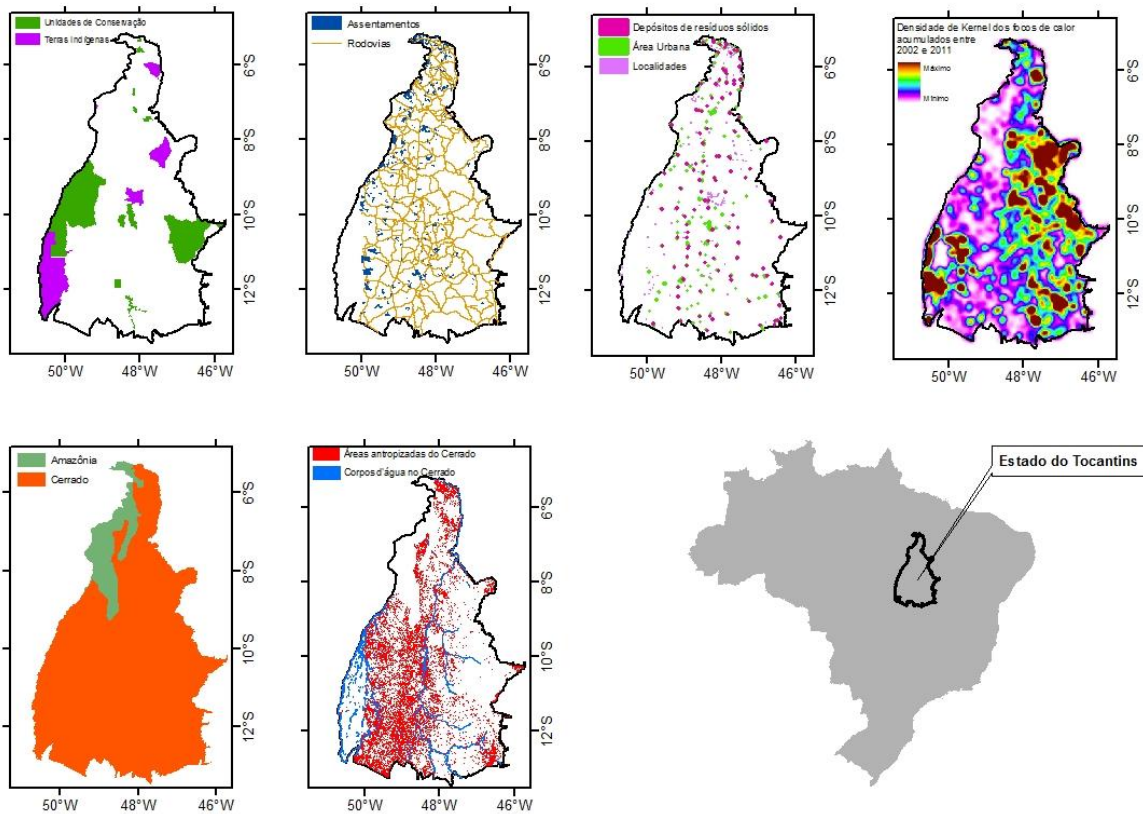 Unidades de Conservação
Terras Indígenas
6°S
8°S
10°S
12°S
50°W 48°W 46°W
Assentamentos
Rodovias
6°S
8°S
10°S
12°S
50°W 48°W 46°W
Depósitos de resíduos sólidos
Área Urbana
Localidades
6°S
8°S
10°S
12°S
50°W 48°W 46°W
Densidade de Kernel dos focos de calor
acumulados entre
2002 e 2011
Máximo
Mínimo
6°S
8°S
10°S
12°S
50°W 48°W 46°W
Amazônia
Cerrado
6°S
8°S
10°S
12°S
50°W 48°W 46°W
Áreas antropizadas do Cerrado
Corpos d'água no Cerrado
6°S
8°S
10°S
12°S
50°W 48°W 46°W
Estado do Tocantins